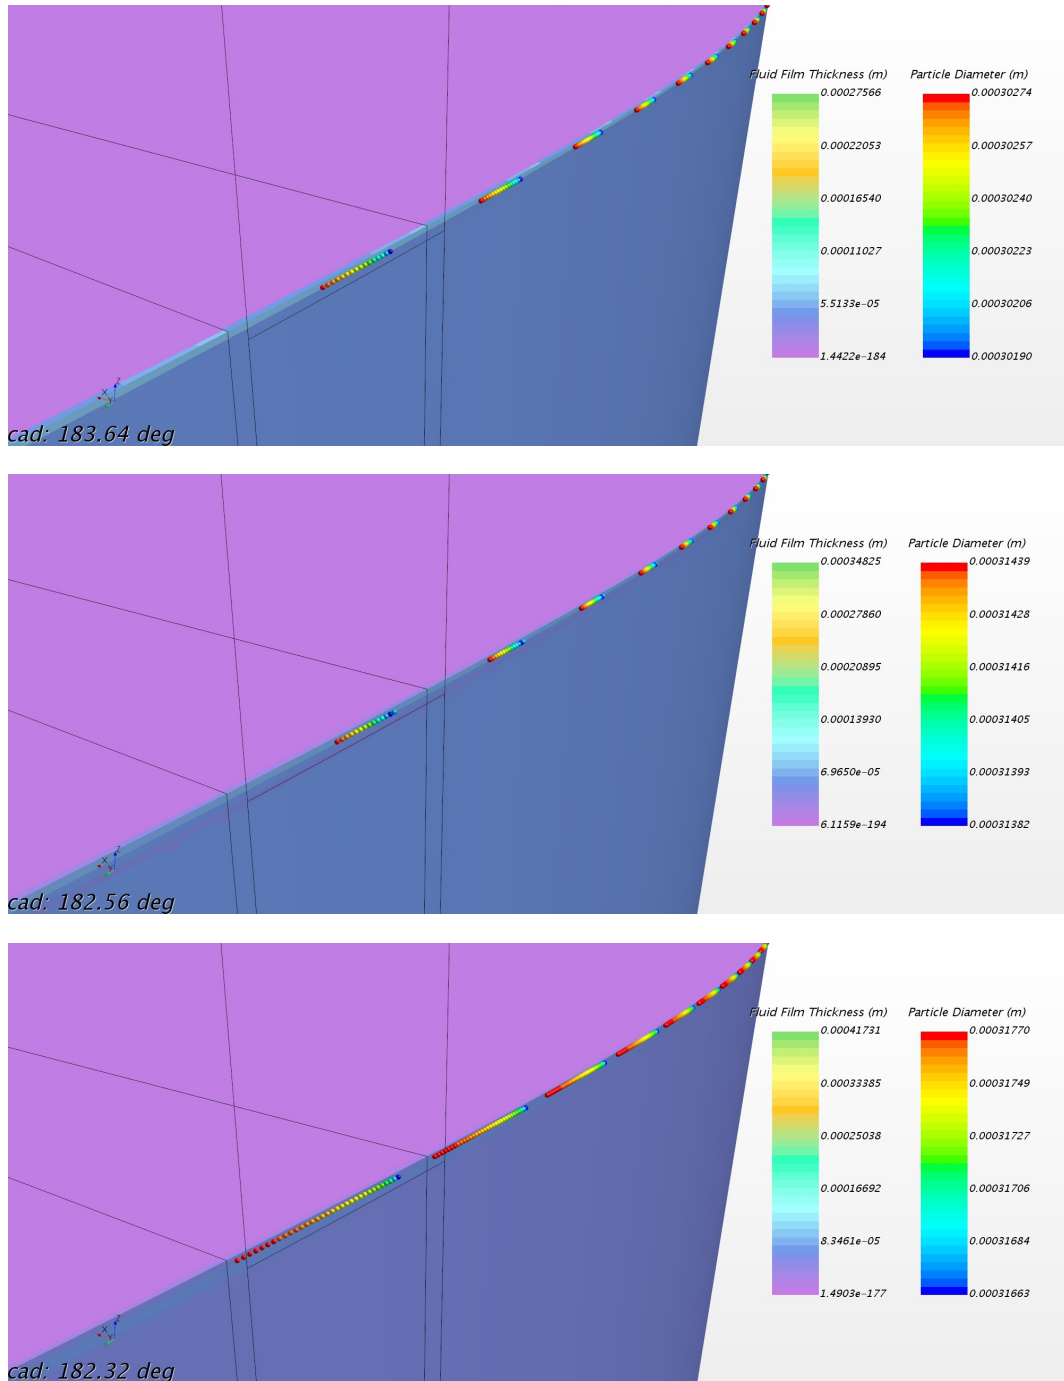 Fluid Film Thickness (m) Particle Diameter (m)
0.00027566 0.00030274
0.00022053 0.00030257
0.00016540 0.00030240
0.00011027 0.00030223
5.5133e-05 0.00030206
1.4422e-184 0.00030190
X Z Y
cad: 183.64 deg
Fluid Film Thickness (m) Particle Diameter (m)
0.00034825 0.00031439
0.00027860 0.00031428
0.00020895 0.00031416
0.00013930 0.00031405
6.9650e-05 0.00031393
6.1159e-194 0.00031382
X Z Y
cad: 182.56 deg
Fluid Film Thickness (m) Particle Diameter (m)
0.00041731 0.00031770
0.00033385 0.00031749
0.00025038 0.00031727
0.00016692 0.00031706
8.3461e-05 0.00031684
1.4903e-177 0.00031663
X Z Y
cad: 182.32 deg